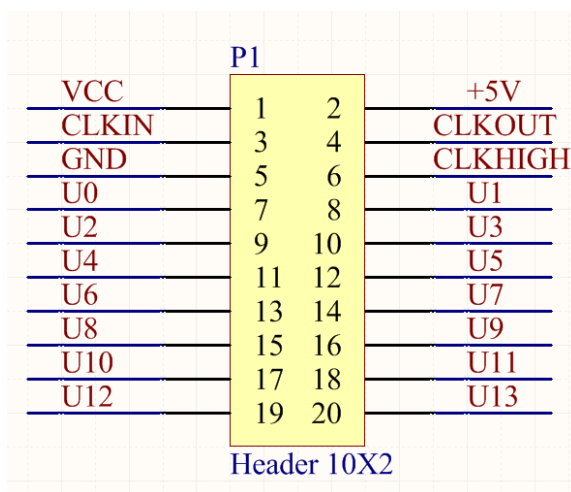 P1
VCC 1 2 +5V
CLKIN 3 4 CLKOUT
GND 5 6 CLKHIGH
U0 7 8 U1
U2 9 10 U3
U4 11 12 U5
U6 13 14 U7
U8 15 16 U9
U10 17 18 U11
U12 19 20 U13
Header 10X2